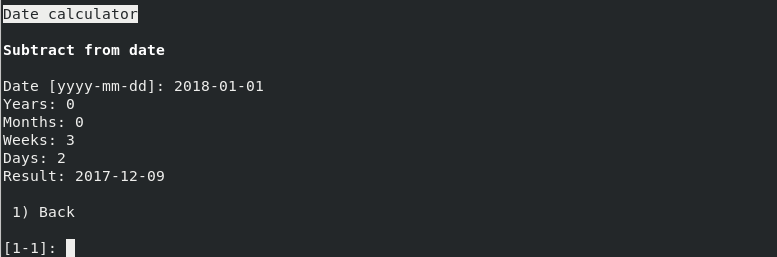 Date calculator
Subtract from date
Date [yyyy-mm-dd]: 2018-01-01
Years: 0
Months: 0
Weeks: 3
Days: 2
Result: 2017-12-09
1) Back
[1-1]: